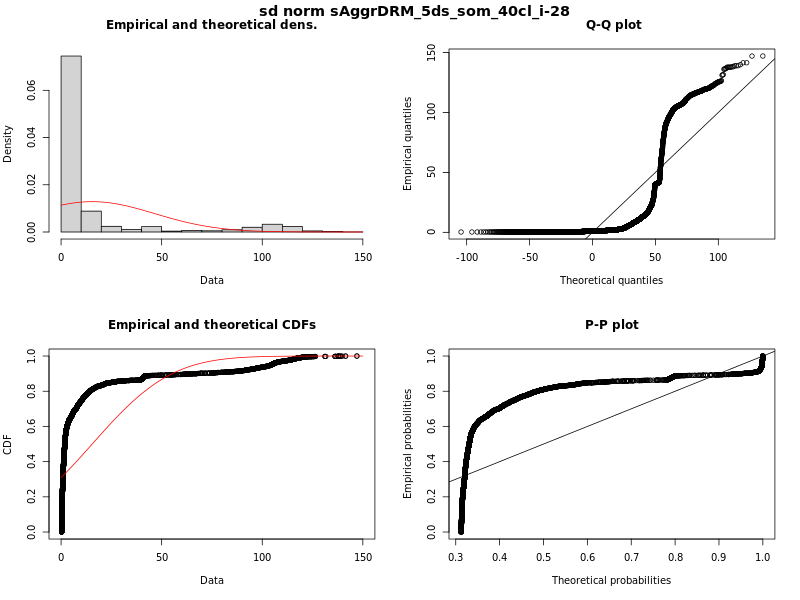 sd norm sAggrDRM_5ds_som_40cl_i-28
Empirical and theoretical dens.
Density
0.00 0.02 0.04 0.06
0 50 100 150
Data
Q-Q plot
Empirical quantiles
0 50 100 150
-100 -50 0 50 100
Theoretical quantiles
Empirical and theoretical CDFs
CDF
0.0 0.2 0.4 0.6 0.8 1.0
0 50 100 150
Data
P-P plot
Empirical probabilities
0.0 0.2 0.4 0.6 0.8 1.0
0.3 0.4 0.5 0.6 0.7 0.8 0.9 1.0
Theoretical probabilities